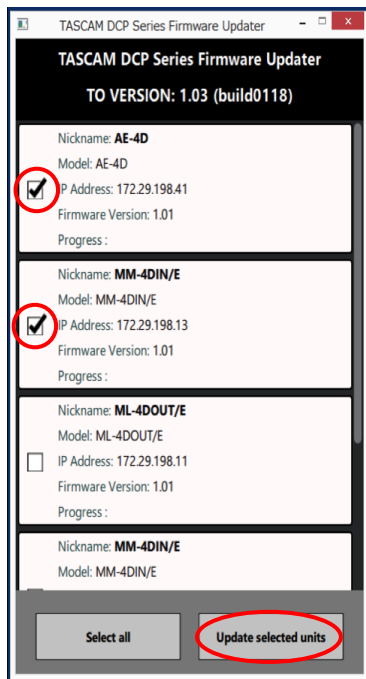 TASCAM DCP Series Firmware Updater
TASCAM DCP Series Firmware Updater
TO VERSION: 1.03 (build0118)
Nickname: AE-4D
Model: AE-4D
IP Address: 172.29.198.41
Firmware Version: 1.01
Progress :
Nickname: MM-4DIN/E
Model: MM-4DIN/E
IP Address: 172.29.198.13
Firmware Version: 1.01
Progress :
Nickname: ML-4DOUT/E
Model: ML-4DOUT/E
IP Address: 172.29.198.11
Firmware Version: 1.01
Progress :
Nickname: MM-4DIN/E
Model: MM-4DIN/E
Select all
Update selected units